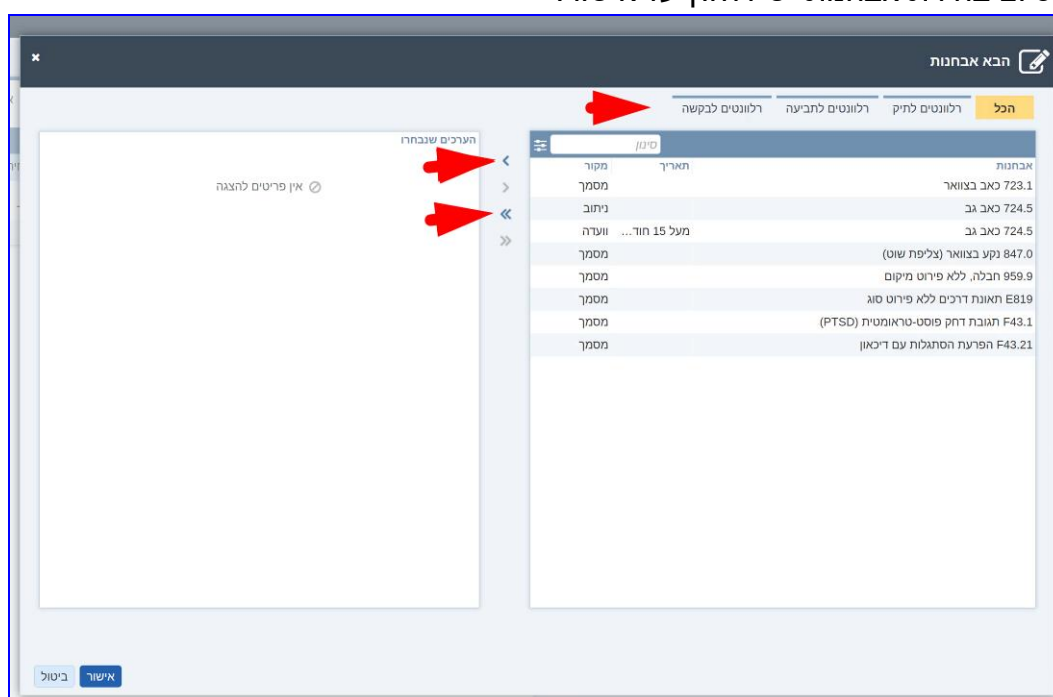 הבא אבחנות
הכל רלוונטים לתיק רלוונטים לתביעה רלוונטים לבקשה
סינון
אבחנות תאריך מקור
723.1 כאב בצוואר מסמך
724.5 כאב גב ניתוב
724.5 כאב גב מעל 15 חוד... וועדה
847.0 נקע בצוואר (צליפת שוט) מסמך
959.9 חבלה, ללא פירוט מיקום מסמך
E819 תאונת דרכים ללא פירוט סוג מסמך
F43.1 תגובת דחק פוסט-טראומטית (PTSD) מסמך
F43.21 הפרעת הסתגלות עם דיכאון מסמך
הערכים שנבחרו
אין פריטים להצגה
אישור ביטול